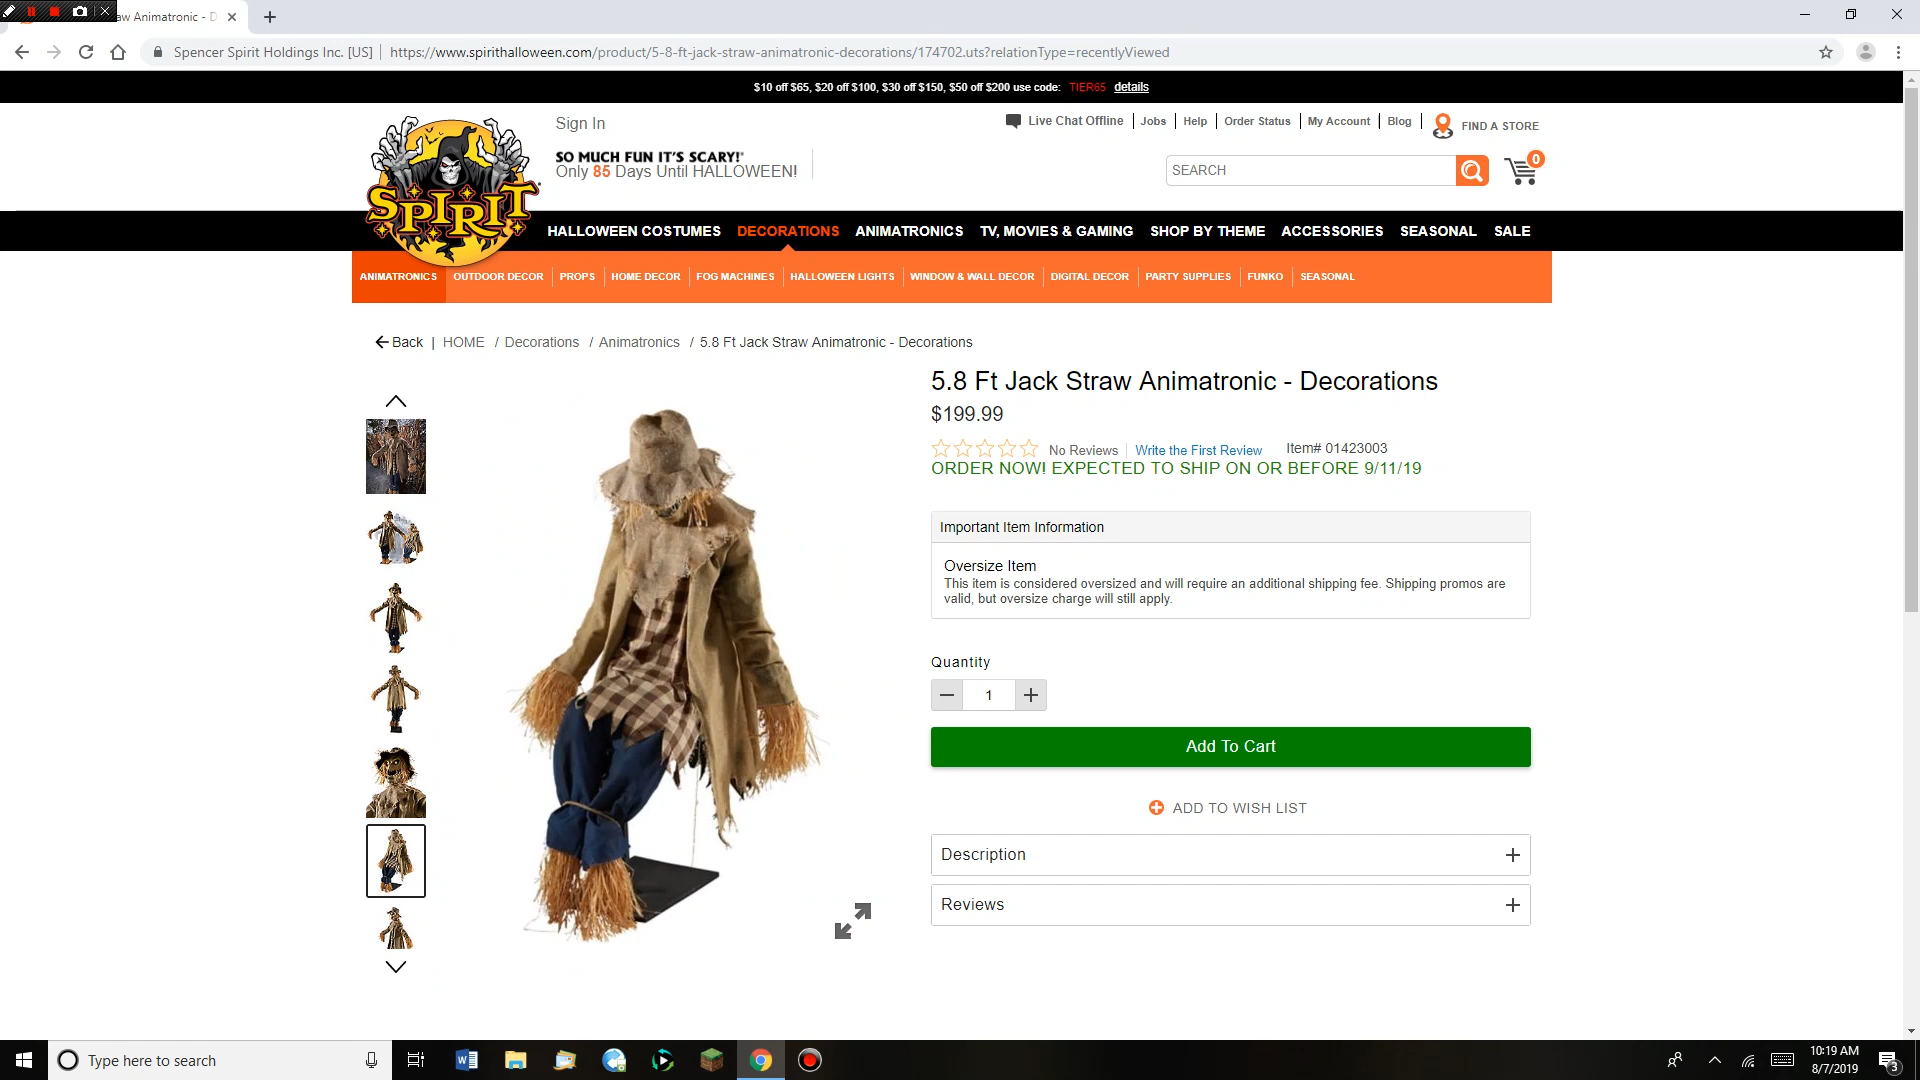 aw Animatronic - D
Spencer Spirit Holdings Inc. [US] https://www.spirithalloween.com/product/5-8-ft-jack-straw-animatronic-decorations/174702.uts?relationType=recentlyViewed
$10 off $65, $20 off $100, $30 off $150, $50 off $200 use code: TIER65 details
Sign In
Live Chat Offline Jobs Help Order Status My Account Blog FIND A STORE
SO MUCH FUN IT'S SCARY!
Only 85 Days Until HALLOWEEN!
SEARCH
0
SPIRIT
HALLOWEEN COSTUMES DECORATIONS ANIMATRONICS TV, MOVIES & GAMING SHOP BY THEME ACCESSORIES SEASONAL SALE
ANIMATRONICS OUTDOOR DECOR PROPS HOME DECOR FOG MACHINES HALLOWEEN LIGHTS WINDOW & WALL DECOR DIGITAL DECOR PARTY SUPPLIES FUNKO SEASONAL
Back | HOME / Decorations / Animatronics / 5.8 Ft Jack Straw Animatronic - Decorations
5.8 Ft Jack Straw Animatronic - Decorations
$199.99
No Reviews Write the First Review Item# 01423003
ORDER NOW! EXPECTED TO SHIP ON OR BEFORE 9/11/19
Important Item Information
Oversize Item
This item is considered oversized and will require an additional shipping fee. Shipping promos are
valid, but oversize charge will still apply.
Quantity
1
Add To Cart
ADD TO WISH LIST
Description
Reviews
Type here to search
10:19 AM
8/7/2019
3